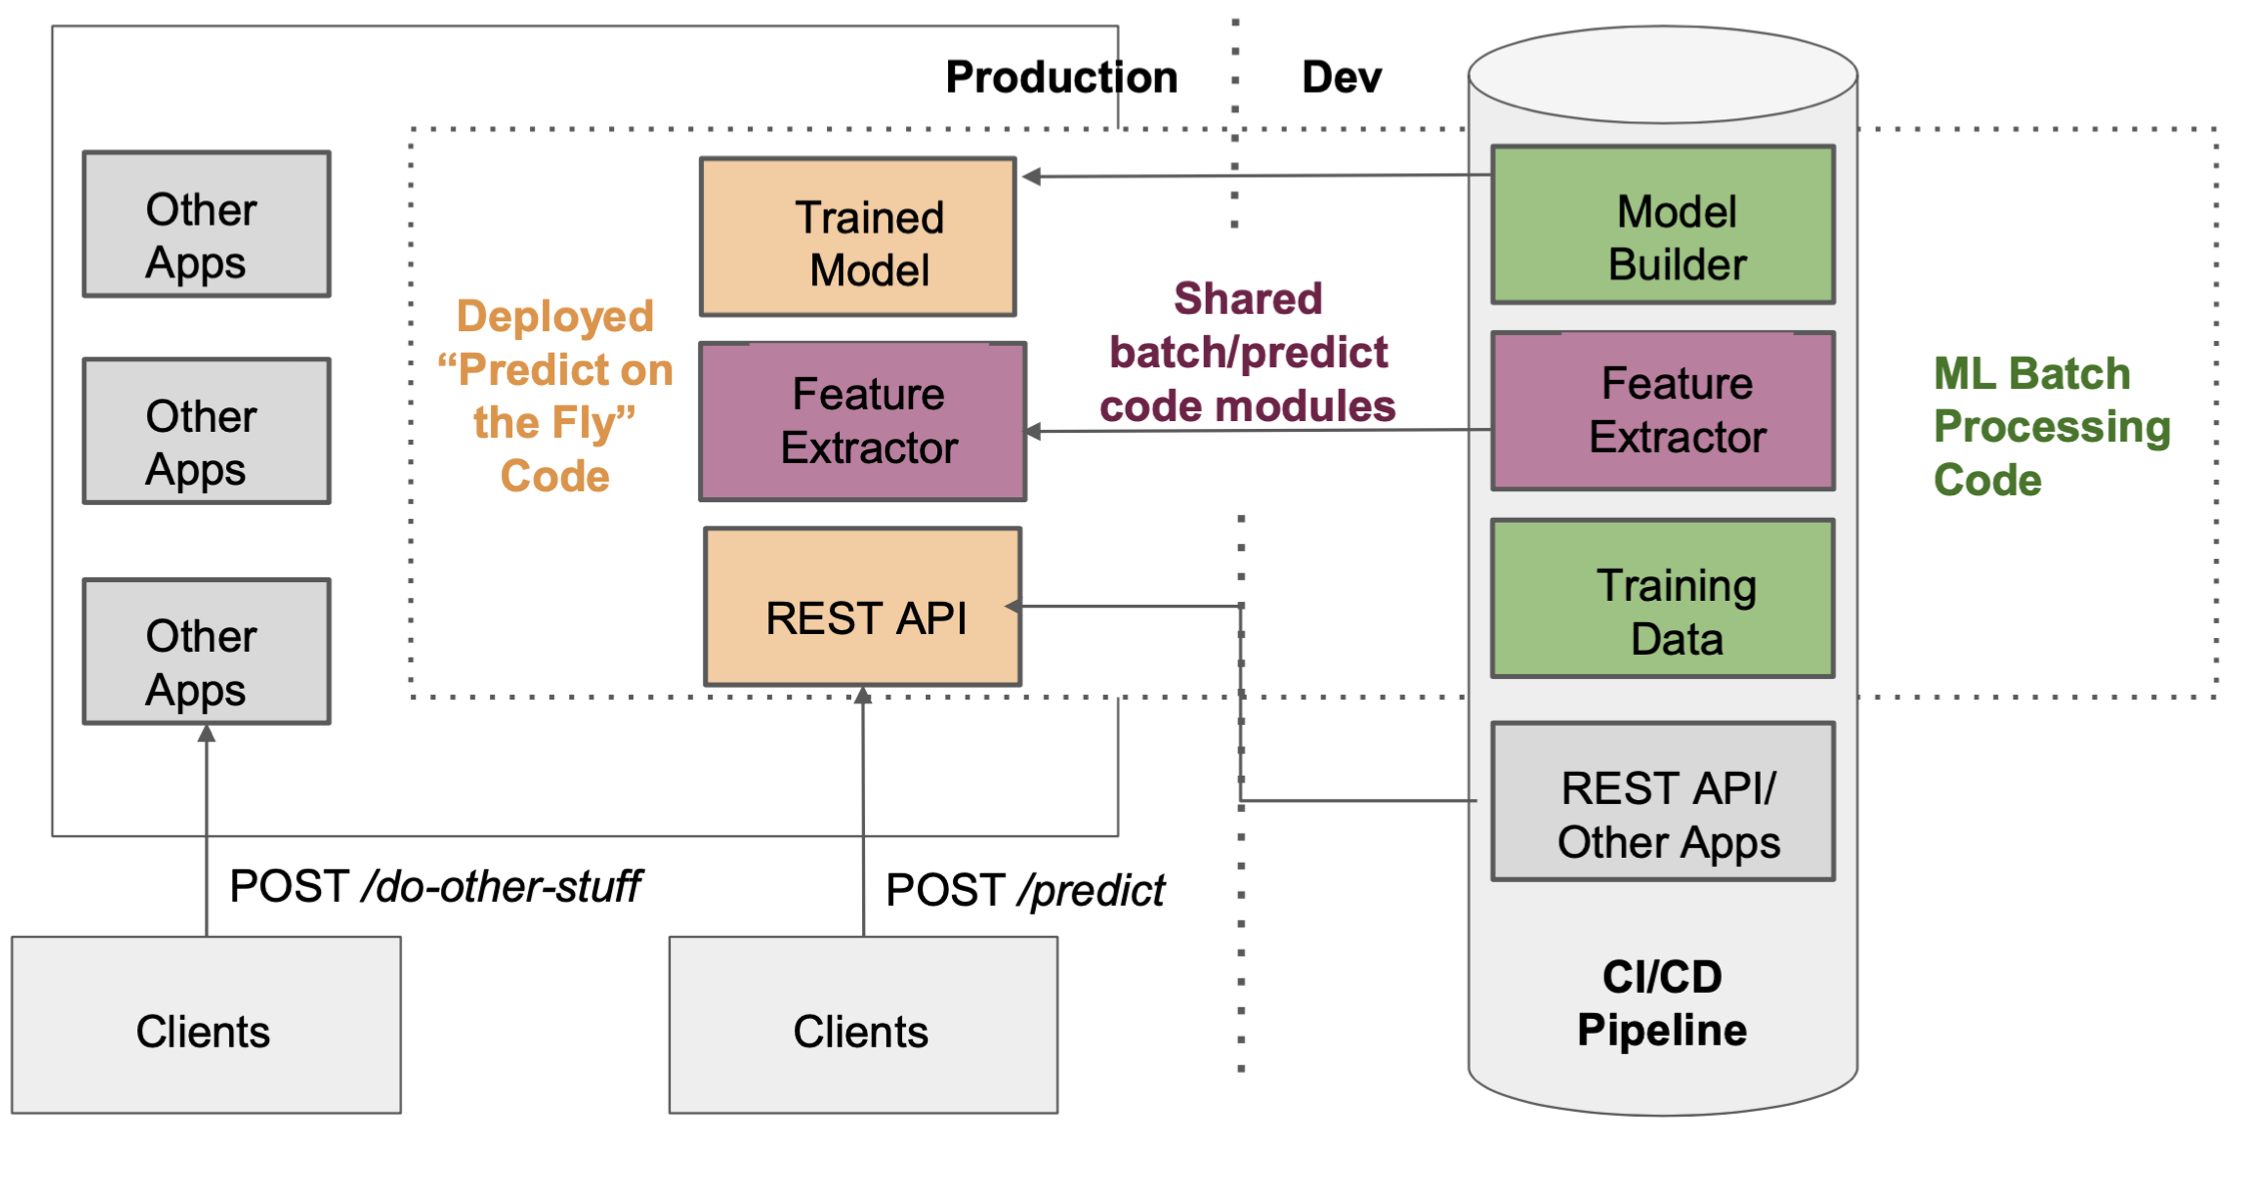 Production
Dev
Other
Apps
Other
Apps
Other
Apps
Deployed
“Predict on
the Fly”
Code
Trained
Model
Feature
Extractor
REST API
Shared
batch/predict
code modules
Model
Builder
Feature
Extractor
Training
Data
REST API/
Other Apps
CI/CD
Pipeline
ML Batch
Processing
Code
POST /do-other-stuff
POST /predict
Clients
Clients